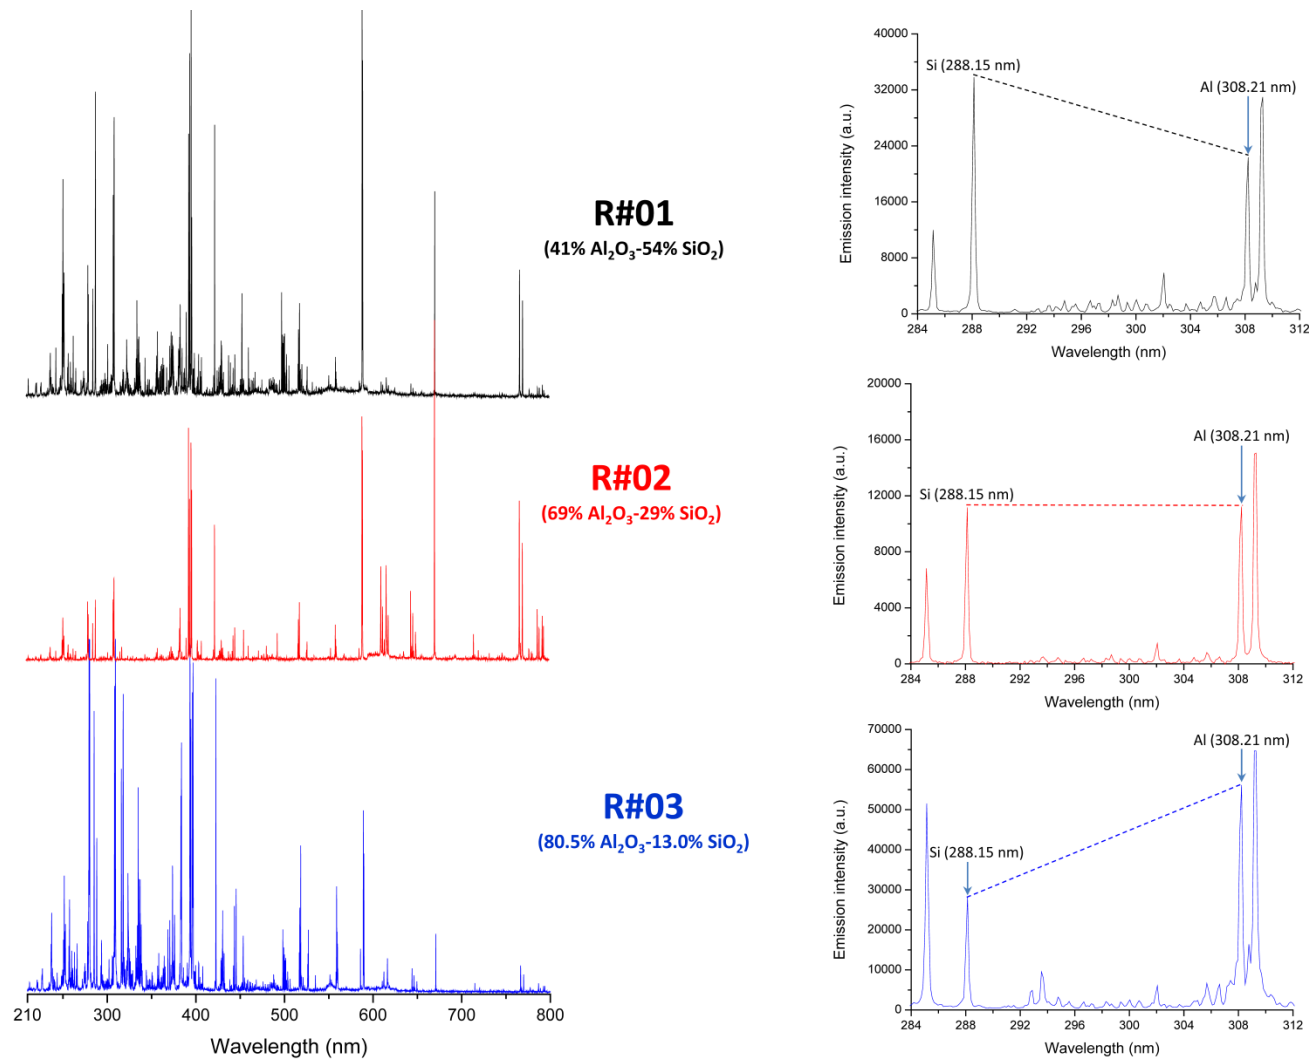 R#01
(41% Al₂O₃-54% SiO₂)
R#02
(69% Al₂O₃-29% SiO₂)
R#03
(80.5% Al₂O₃-13.0% SiO₂)
210 300 400 500 600 700 800
Wavelength (nm)
40000
32000
24000
16000
8000
0
Emission intensity (a.u.)
Si (288.15 nm)
Al (308.21 nm)
284 288 292 296 300 304 308 312
Wavelength (nm)
20000
16000
12000
8000
4000
0
Emission intensity (a.u.)
Al (308.21 nm)
Si (288.15 nm)
284 288 292 296 300 304 308 312
Wavelength (nm)
70000
60000
50000
40000
30000
20000
10000
0
Emission intensity (a.u.)
Al (308.21 nm)
Si (288.15 nm)
284 288 292 296 300 304 308 312
Wavelength (nm)